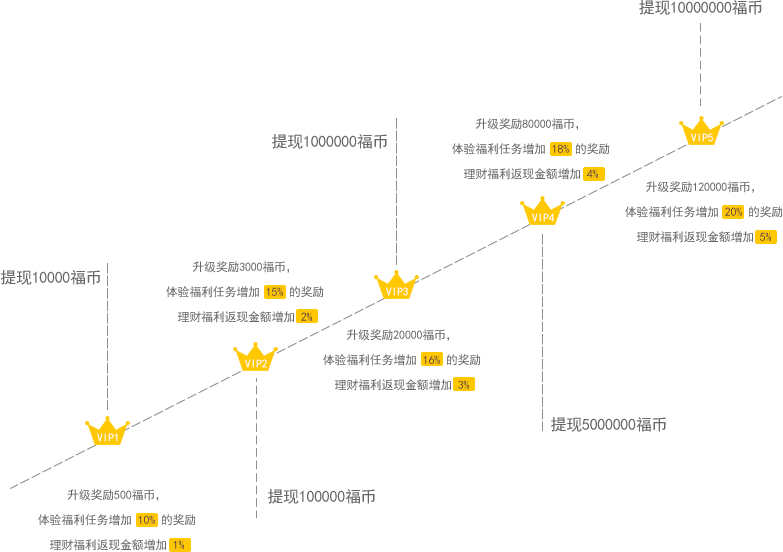 提现10000000福币
VIP5
升级奖励120000福币,
体验福利任务增加 20% 的奖励
理财福利返现金额增加 5%
升级奖励80000福币,
体验福利任务增加 18% 的奖励
理财福利返现金额增加 4%
VIP4
提现5000000福币
提现1000000福币
VIP3
升级奖励20000福币,
体验福利任务增加 16% 的奖励
理财福利返现金额增加 3%
升级奖励3000福币,
体验福利任务增加 15% 的奖励
理财福利返现金额增加 2%
VIP2
提现100000福币
提现10000福币
VIP1
升级奖励500福币,
体验福利任务增加 10% 的奖励
理财福利返现金额增加 1%